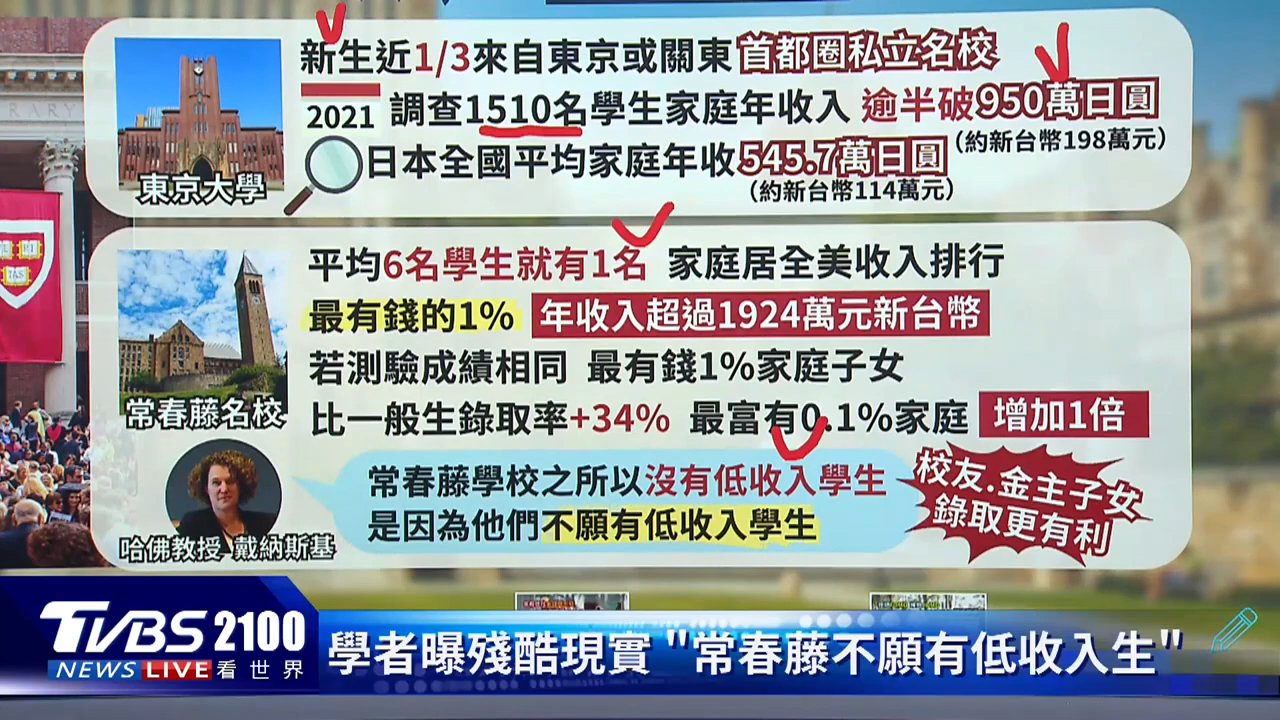 新生近1/3來自東京或關東首都圈私立名校
2021 調查1510名學生家庭年收入 逾半破950萬日圓
(約新台幣198萬元)
日本全國平均家庭年收545.7萬日圓
(約新台幣114萬元)
東京大學
平均6名學生就有1名 家庭居全美收入排行
最有錢的1% 年收入超過1924萬元新台幣
若測驗成績相同 最有錢1%家庭子女
比一般生錄取率+34% 最富有0.1%家庭 增加1倍
常春藤名校
常春藤學校之所以沒有低收入學生
是因為他們不願有低收入學生
校友.金主子女
錄取更有利
哈佛教授 戴納斯基
TVBS 2100
NEWS LIVE 看世界
學者曝殘酷現實 "常春藤不願有低收入生"